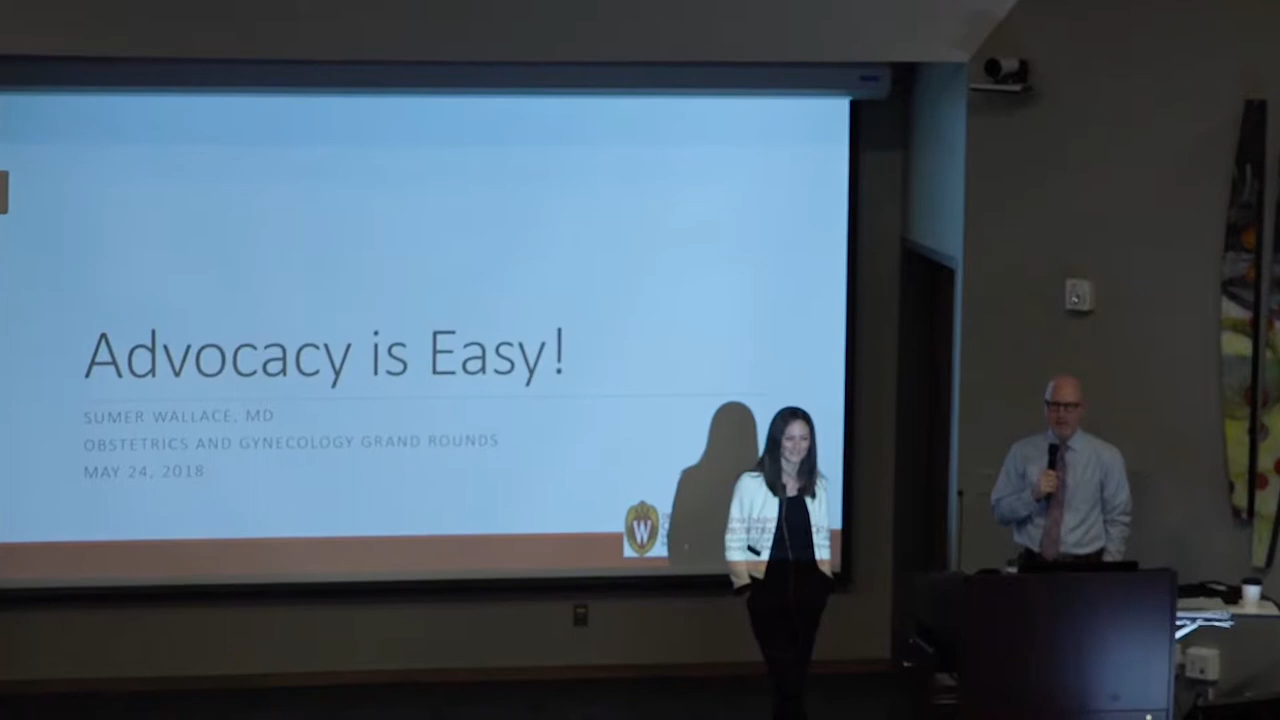 Advocacy is Easy!
SUMER WALLACE, MD
OBSTETRICS AND GYNECOLOGY GRAND ROUNDS
MAY 24, 2018
W